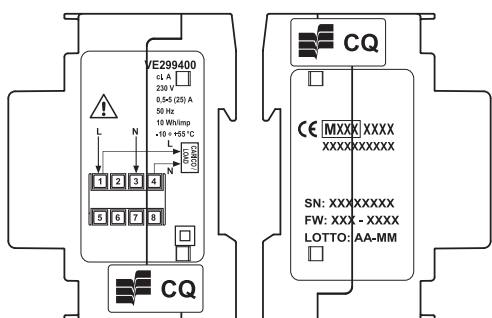 VE299400
cl. A
230 V
0,5-5 (25) A
50 Hz
10 Wh/imp
-10 ÷ +55 °C
L N
L
CARICO /
LOAD
N
1 2 3 4
5 6 7 8
CQ
CQ
CE MXXX XXXX
XXXXXXXXXX
SN: XXXXXXXX
FW: XXX - XXXX
LOTTO: AA-MM